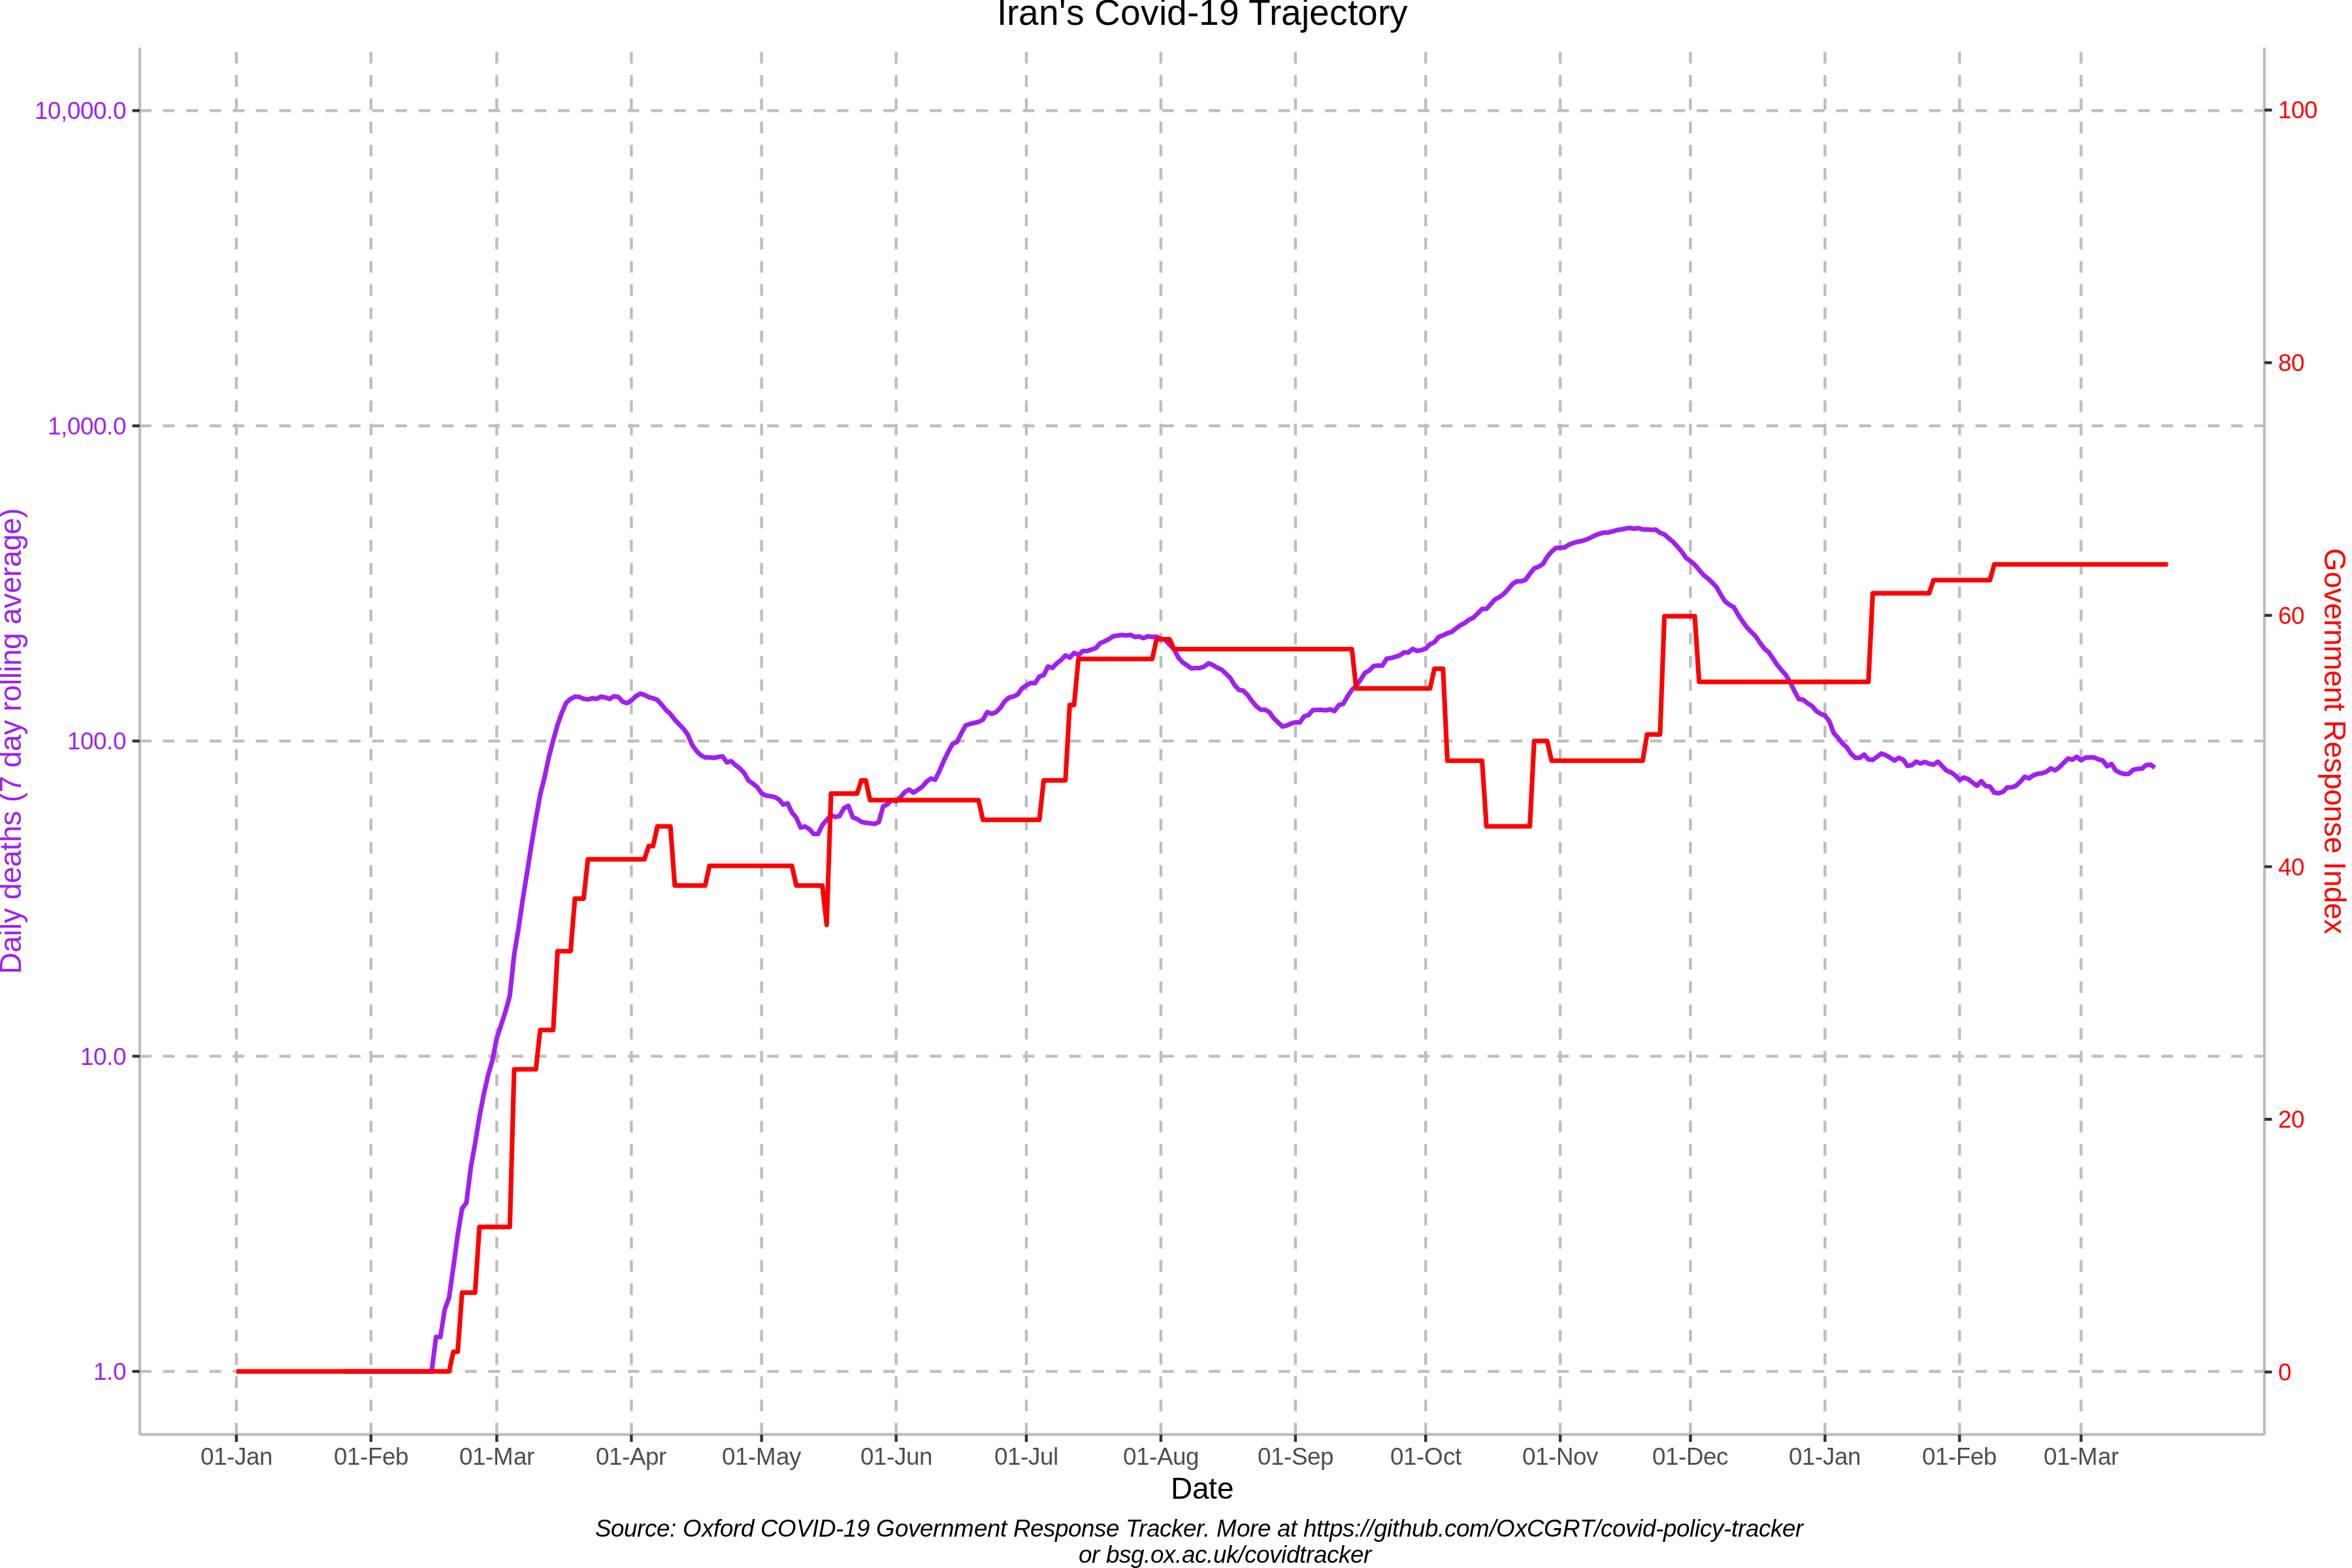 Iran's Covid-19 Trajectory
10,000.0
1,000.0
100.0
10.0
1.0
Daily deaths (7 day rolling average)
100
80
60
40
20
0
Government Response Index
01-Jan 01-Feb 01-Mar 01-Apr 01-May 01-Jun 01-Jul 01-Aug 01-Sep 01-Oct 01-Nov 01-Dec 01-Jan 01-Feb 01-Mar
Date
Source: Oxford COVID-19 Government Response Tracker. More at https://github.com/OxCGRT/covid-policy-tracker
or bsg.ox.ac.uk/covidtracker